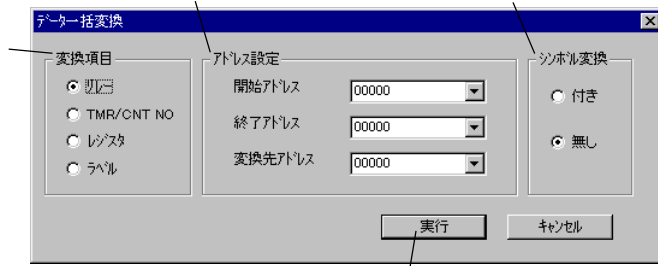 データ一括変換
変換項目
リレー
TMR/CNT NO
レジスタ
ラベル
アドレス設定
開始アドレス 00000
終了アドレス 00000
変換先アドレス 00000
シンボル変換
付き
無し
実行
キャンセル